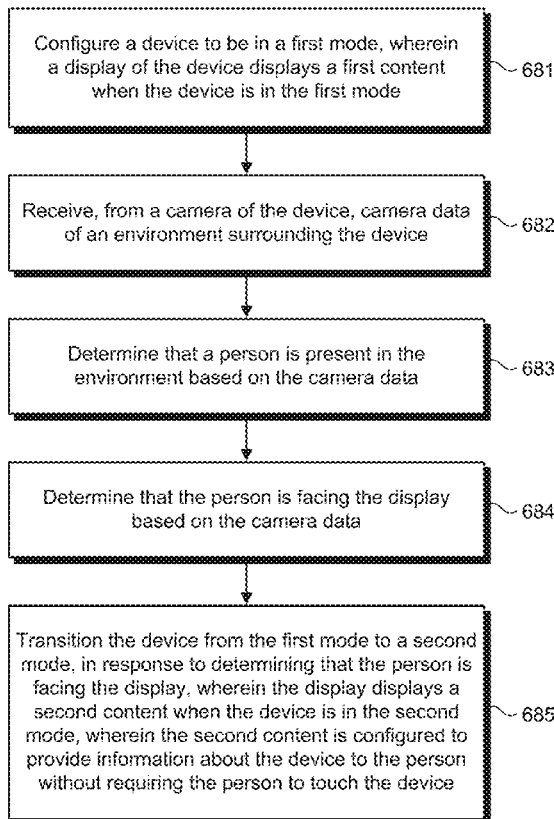 Configure a device to be in a first mode, wherein
a display of the device displays a first content
when the device is in the first mode
681
Receive, from a camera of the device, camera data
of an environment surrounding the device
682
Determine that a person is present in the
environment based on the camera data
683
Determine that the person is facing the display
based on the camera data
684
Transition the device from the first mode to a second
mode, in response to determining that the person is
facing the display, wherein the display displays a
second content when the device is in the second
mode, wherein the second content is configured to
provide information about the device to the person
without requiring the person to touch the device
685